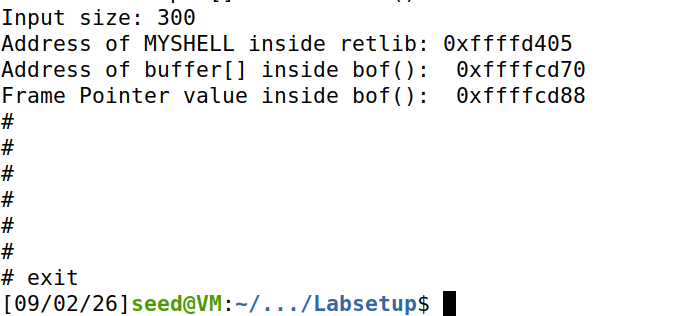 Input size: 300
Address of MYSHELL inside retlib: 0xffffd405
Address of buffer[] inside bof():  0xffffcd70
Frame Pointer value inside bof():  0xffffcd88
#
#
#
#
#
#
# exit
[09/02/26]seed@VM:~/.../Labsetup$